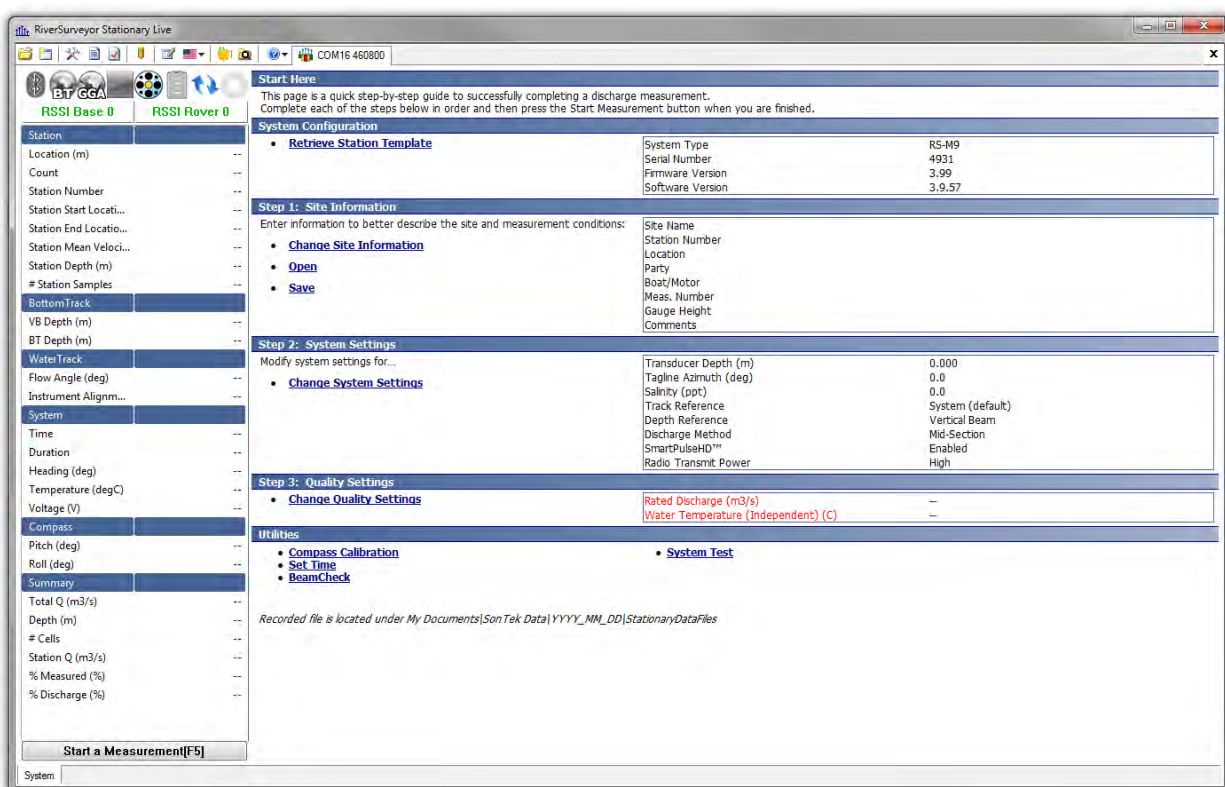 RiverSurveyor Stationary Live
COM16 460800
x
BT GGA
RSSI Base 0 RSSI Rover 0
Station
Location (m) --
Count --
Station Number --
Station Start Locati... --
Station End Locatio... --
Station Mean Veloci... --
Station Depth (m) --
# Station Samples --
BottomTrack
VB Depth (m) --
BT Depth (m) --
WaterTrack
Flow Angle (deg) --
Instrument Alignm... --
System
Time --
Duration --
Heading (deg) --
Temperature (degC) --
Voltage (V) --
Compass
Pitch (deg) --
Roll (deg) --
Summary
Total Q (m3/s) --
Depth (m) --
# Cells --
Station Q (m3/s) --
% Measured (%) --
% Discharge (%) --
Start a Measurement[F5]
System
Start Here
This page is a quick step-by-step guide to successfully completing a discharge measurement.
Complete each of the steps below in order and then press the Start Measurement button when you are finished.
System Configuration
• Retrieve Station Template
System Type RS-M9
Serial Number 4931
Firmware Version 3.99
Software Version 3.9.57
Step 1: Site Information
Enter information to better describe the site and measurement conditions:
• Change Site Information
• Open
• Save
Site Name
Station Number
Location
Party
Boat/Motor
Meas. Number
Gauge Height
Comments
Step 2: System Settings
Modify system settings for...
• Change System Settings
Transducer Depth (m) 0.000
Tagline Azimuth (deg) 0.0
Salinity (ppt) 0.0
Track Reference System (default)
Depth Reference Vertical Beam
Discharge Method Mid-Section
SmartPulseHD™ Enabled
Radio Transmit Power High
Step 3: Quality Settings
• Change Quality Settings
Rated Discharge (m3/s) --
Water Temperature (Independent) (C) --
Utilities
• Compass Calibration
• Set Time
• BeamCheck
• System Test
Recorded file is located under My Documents|SonTek Data|YYYY_MM_DD|StationaryDataFiles